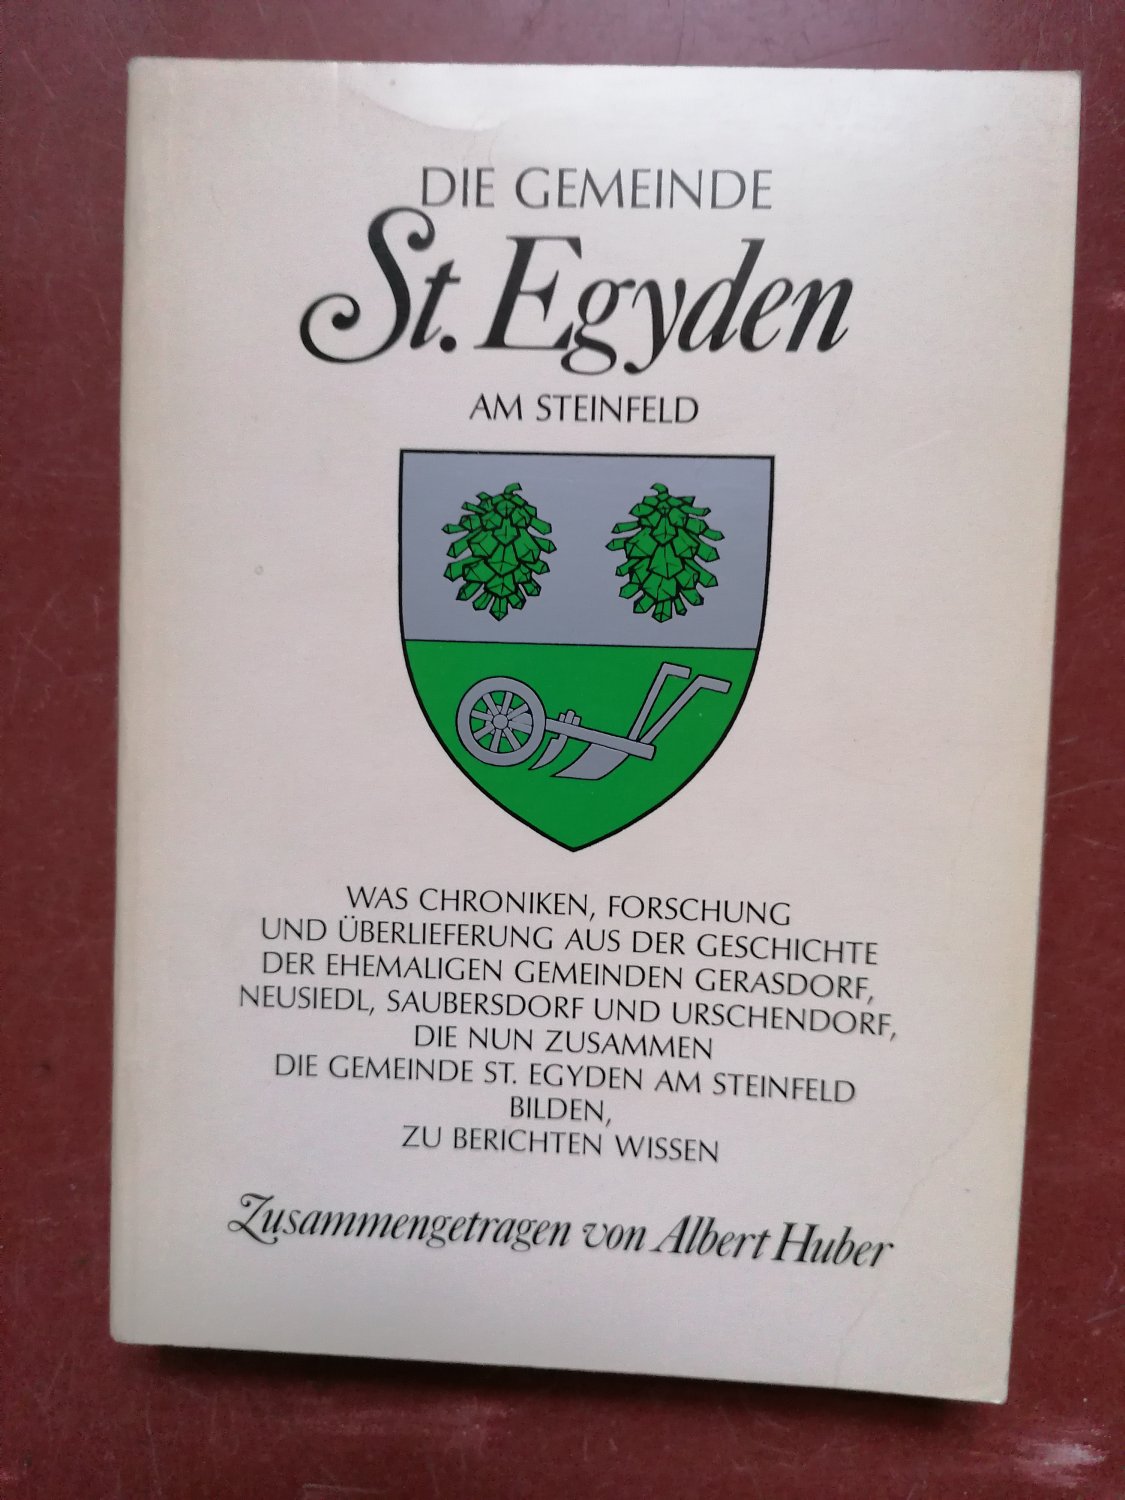 DIE GEMEINDE
St. Egyden
AM STEINFELD
WAS CHRONIKEN, FORSCHUNG
UND ÜBERLIEFERUNG AUS DER GESCHICHTE
DER EHEMALIGEN GEMEINDEN GERASDORF,
NEUSIEDL, SAUBERSDORF UND URSCHENDORF,
DIE NUN ZUSAMMEN
DIE GEMEINDE ST. EGYDEN AM STEINFELD
BILDEN,
ZU BERICHTEN WISSEN
Zusammengetragen von Albert Huber